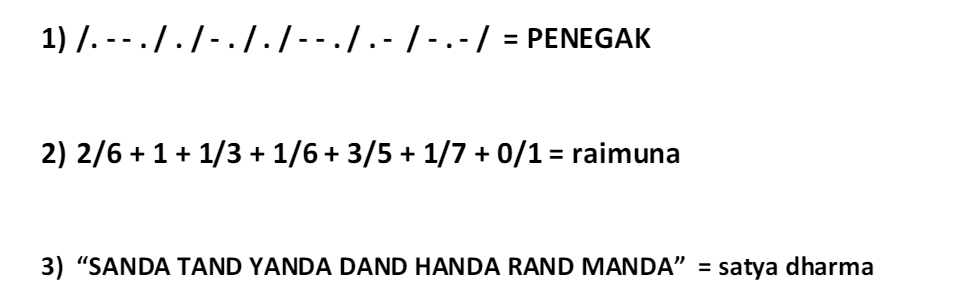 1) /. - - . / . / - . / . / - - . / . - / - . - / = PENEGAK
2) 2/6 + 1 + 1/3 + 1/6 + 3/5 + 1/7 + 0/1 = raimuna
3) “SANDA TAND YANDA DAND HANDA RAND MANDA” = satya dharma